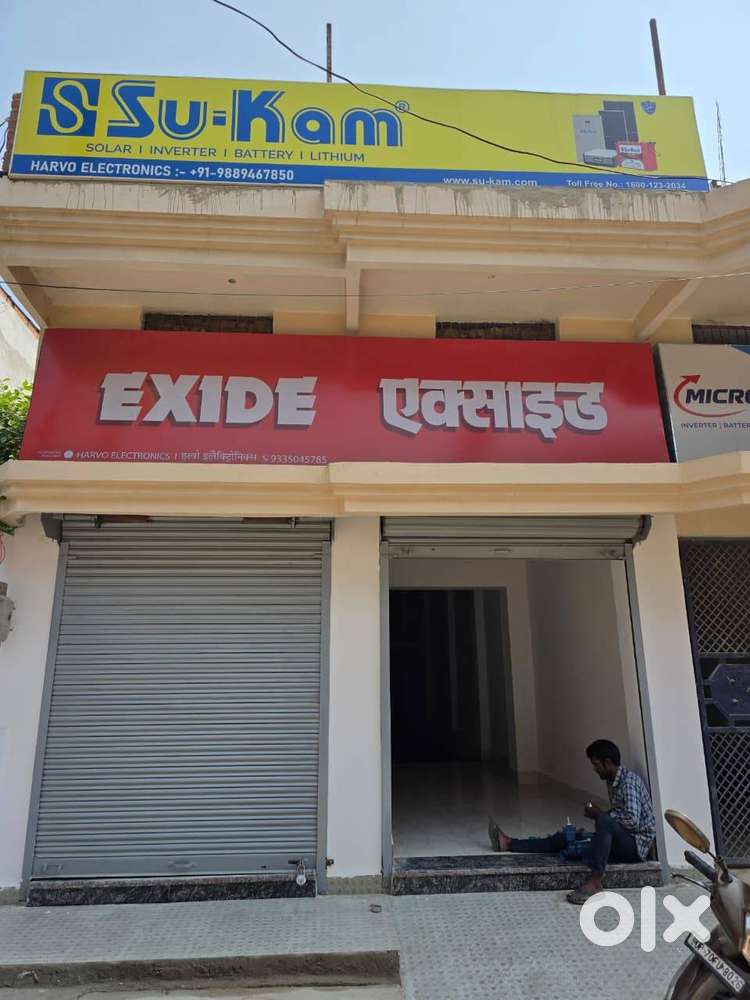 Su-Kam®
SOLAR I INVERTER I BATTERY I LITHIUM
HARVO ELECTRONICS :- +91-9889467850
www.su-kam.com
Toll Free No.: 1800-123-2034
EXIDE एक्साइड
HARVO ELECTRONICS I हरवो इलैक्ट्रिोनिक्स 9335045785
MICRO
INVERTER | BATTER
olx